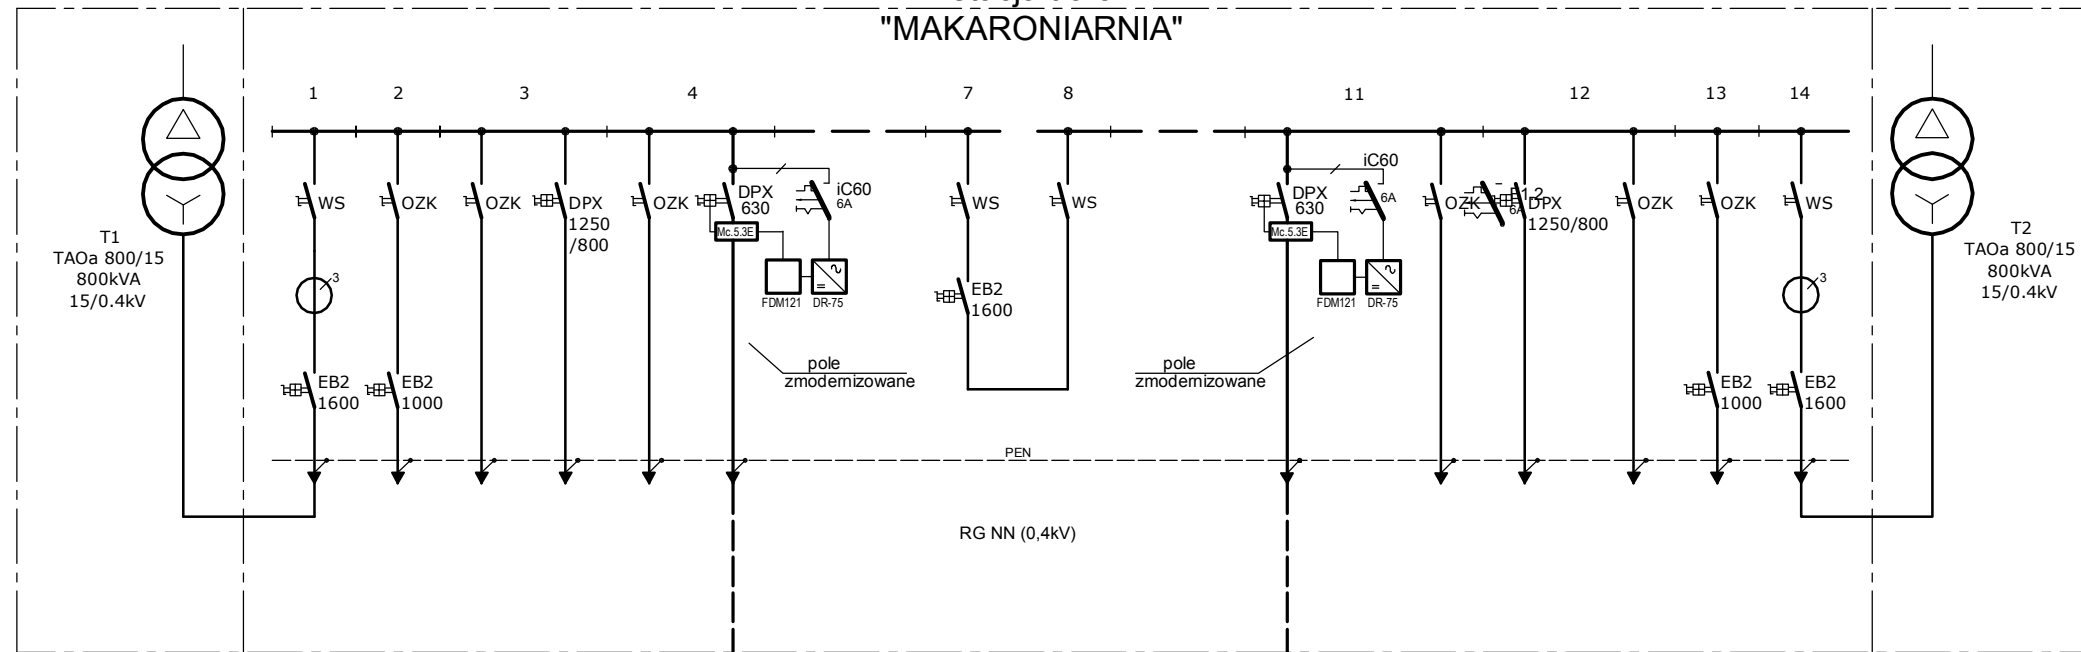 "MAKARONIARNIA"
1 2 3 4 7 8 11 12 13 14
WS
OZK
OZK
DPX
1250
/800
OZK
DPX
630
iC60
6A
Mc.5.3E
FDM121
DR-75
WS
WS
EB2
1600
DPX
630
iC60
6A
Mc.5.3E
FDM121
DR-75
OZK
6A
DPX
1250/800
OZK
OZK
WS
T1
TAOa 800/15
800kVA
15/0.4kV
T2
TAOa 800/15
800kVA
15/0.4kV
3
3
pole
zmodernizowane
pole
zmodernizowane
EB2
1600
EB2
1000
EB2
1000
EB2
1600
PEN
RG NN (0,4kV)